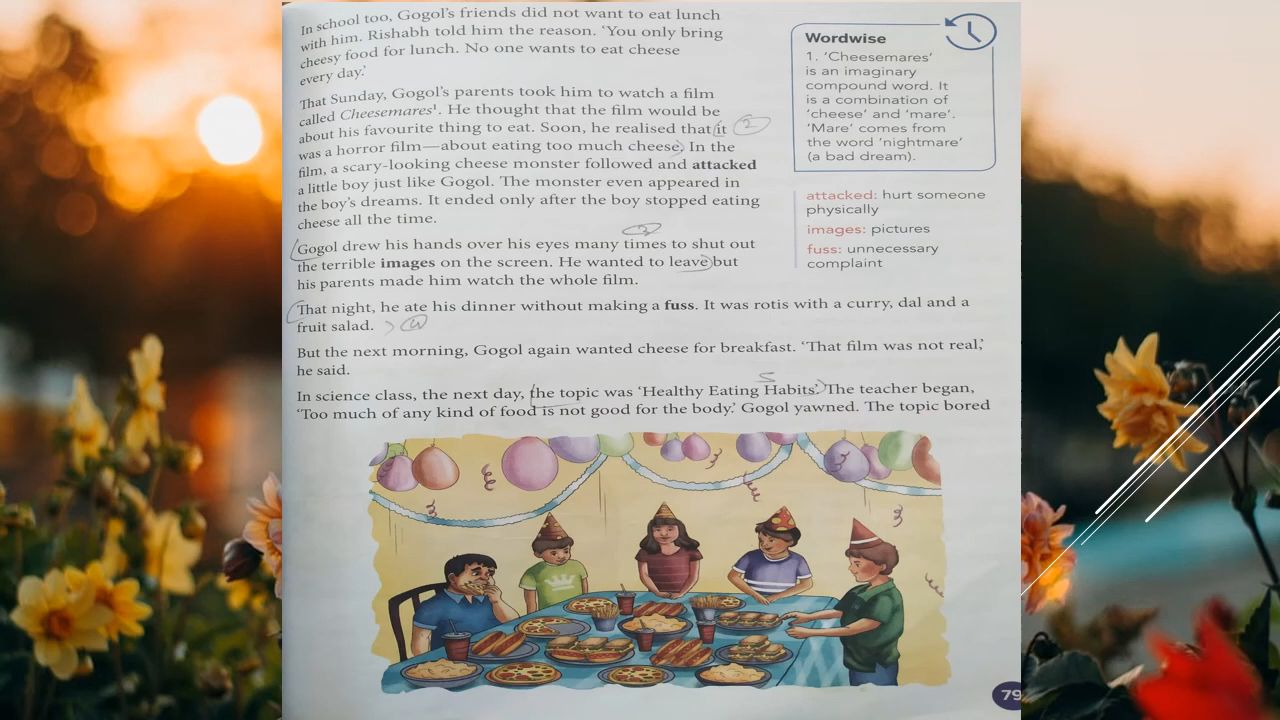 In school too, Gogol's friends did not want to eat lunch
with him. Rishabh told him the reason. 'You only bring
cheesy food for lunch. No one wants to eat cheese
every day.'
That Sunday, Gogol's parents took him to watch a film
called Cheesemares¹. He thought that the film would be
about his favourite thing to eat. Soon, he realised that it
2
was a horror film—about eating too much cheese. In the
film, a scary-looking cheese monster followed and attacked
a little boy just like Gogol. The monster even appeared in
the boy's dreams. It ended only after the boy stopped eating
cheese all the time.
Gogol drew his hands over his eyes many times to shut out
the terrible images on the screen. He wanted to leave but
his parents made him watch the whole film.
That night, he ate his dinner without making a fuss. It was rotis with a curry, dal and a
fruit salad.
But the next morning, Gogol again wanted cheese for breakfast. 'That film was not real,'
he said.
5
In science class, the next day, the topic was 'Healthy Eating Habits'. The teacher began,
'Too much of any kind of food is not good for the body.' Gogol yawned. The topic bored
Wordwise
1. 'Cheesemares'
is an imaginary
compound word. It
is a combination of
'cheese' and 'mare'.
'Mare' comes from
the word 'nightmare'
(a bad dream).
attacked: hurt someone
physically
images: pictures
fuss: unnecessary
complaint
79